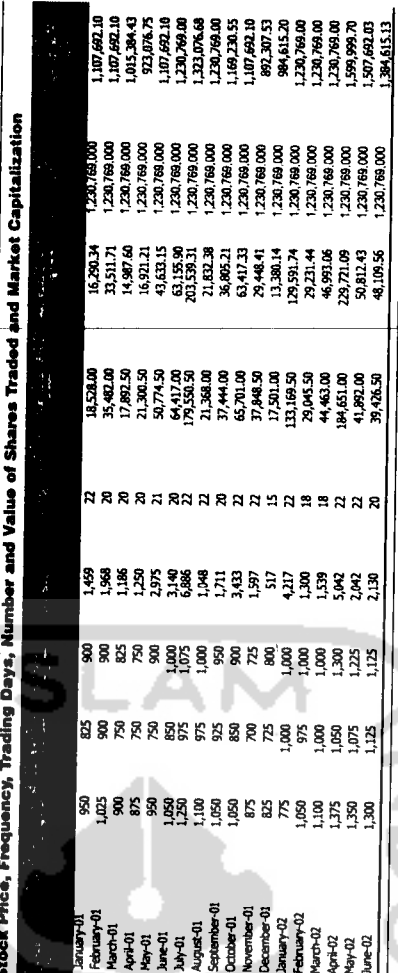 Stock Price, Frequency, Trading Days, Number and Value of Shares Traded and Market Capitalization
January-01 950 825 900 1,459 22 18,528.00 16,290.34 1,230,769,000 1,107,692.10
February-01 1,025 900 900 1,968 20 35,482.00 33,511.71 1,230,769,000 1,107,692.10
March-01 900 750 825 1,186 20 17,892.50 14,987.60 1,230,769,000 1,015,384.43
April-01 875 750 750 1,250 20 21,300.50 16,921.21 1,230,769,000 923,076.75
May-01 950 750 900 2,975 21 50,774.50 43,633.15 1,230,769,000 1,107,692.10
June-01 1,050 850 1,000 3,140 20 64,417.00 63,155.90 1,230,769,000 1,230,769.00
July-01 1,250 975 1,075 6,886 22 179,550.50 203,539.31 1,230,769,000 1,323,076.68
August-01 1,100 975 1,000 1,048 22 21,368.00 21,832.38 1,230,769,000 1,230,769.00
September-01 1,050 925 950 1,711 20 37,444.00 36,805.21 1,230,769,000 1,169,230.55
October-01 1,050 850 900 3,433 22 65,701.00 63,417.33 1,230,769,000 1,107,692.10
November-01 875 700 725 1,597 22 37,848.50 29,448.41 1,230,769,000 892,307.53
December-01 825 725 800 517 15 17,501.00 13,380.14 1,230,769,000 984,615.20
January-02 775 1,000 1,000 4,217 22 133,169.50 129,591.74 1,230,769,000 1,230,769.00
February-02 1,050 975 1,000 1,300 18 29,045.50 29,231.44 1,230,769,000 1,230,769.00
March-02 1,100 1,000 1,000 1,539 18 44,463.00 46,993.06 1,230,769,000 1,230,769.00
April-02 1,375 1,050 1,300 5,042 22 184,651.00 229,721.09 1,230,769,000 1,599,999.70
May-02 1,350 1,075 1,225 2,042 22 41,892.00 50,812.43 1,230,769,000 1,507,692.03
June-02 1,300 1,125 1,125 2,130 20 39,426.50 48,109.56 1,230,769,000 1,384,615.13
SLAM